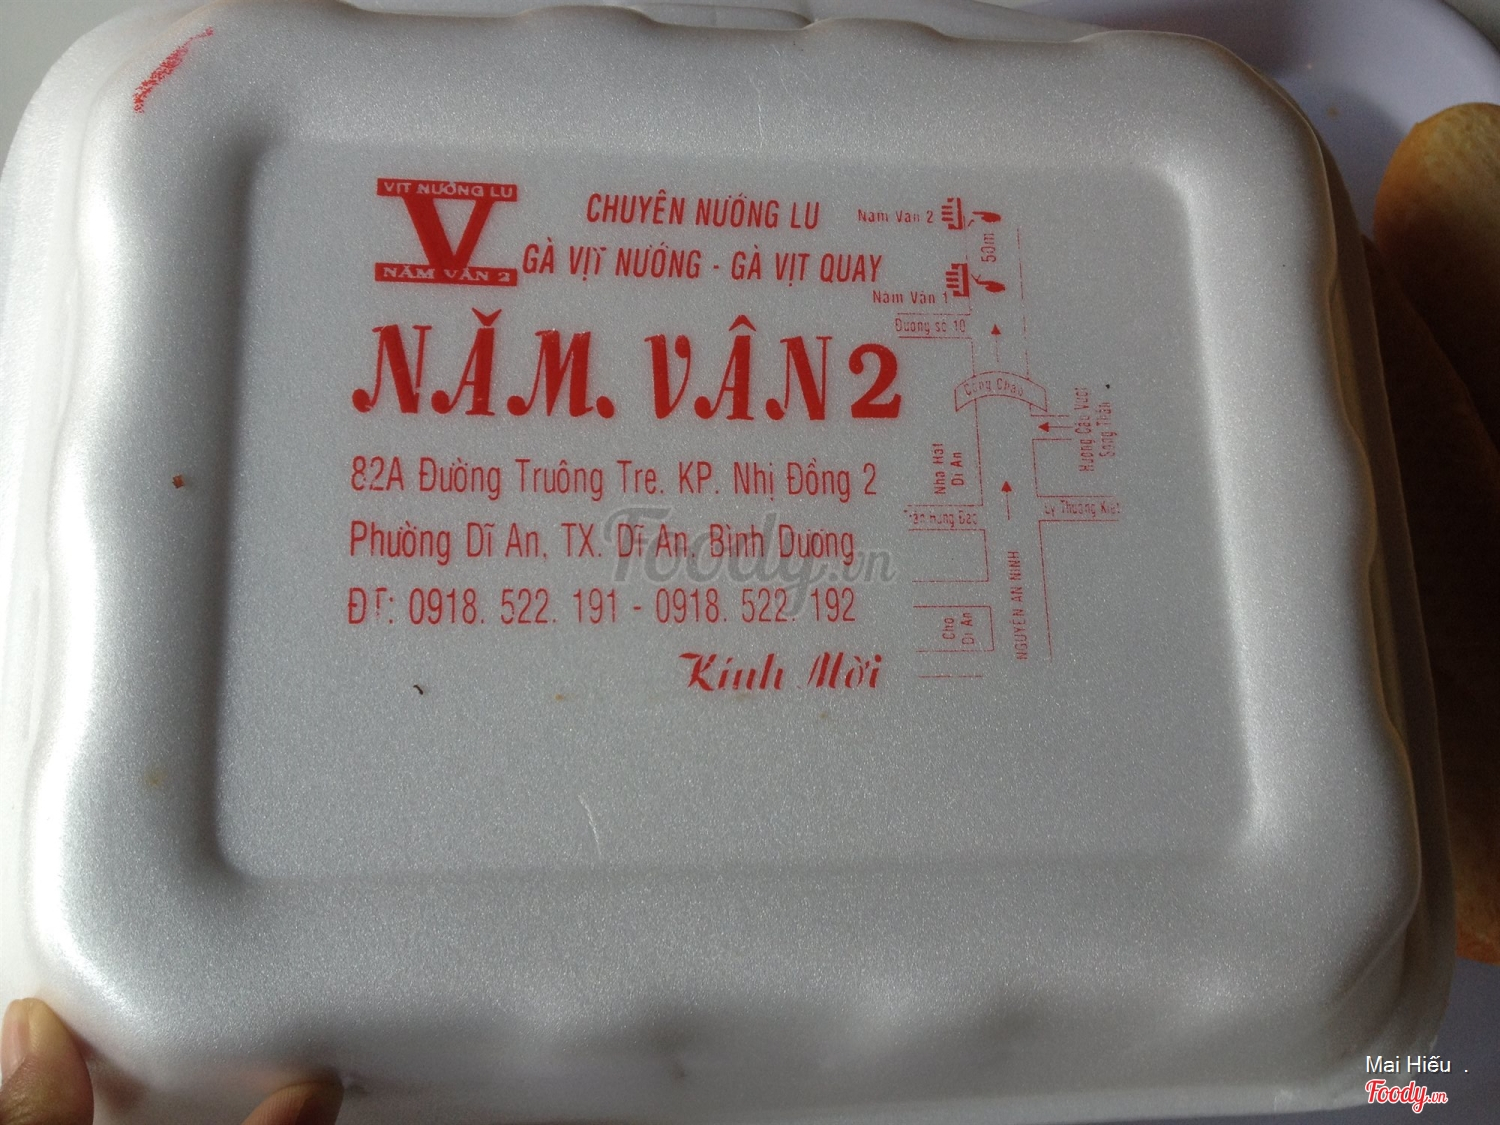 VỊT NƯỚNG LU
V
NĂM VÂN 2
CHUYÊN NƯỚNG LU
GÀ VỊT NƯỚNG - GÀ VỊT QUAY
NĂM. VÂN 2
82A Đường Truông Tre. KP. Nhị Đồng 2
Phường Dĩ An, TX. Dĩ An. Bình Dương
ĐT: 0918. 522. 191 - 0918. 522. 192
Kính Mời
Năm Vân 2
50m
Năm Vân 1
Đường số 10
Cổng Chào
Hướng Cầu Vượt
Sóng Thần
Nhà Hát
Dĩ An
Trần Hưng Đạo
Lý Thường Kiệt
NGUYỄN AN NINH
Chợ
Dĩ An
Foody.vn
Mai Hiếu .
Foody.vn